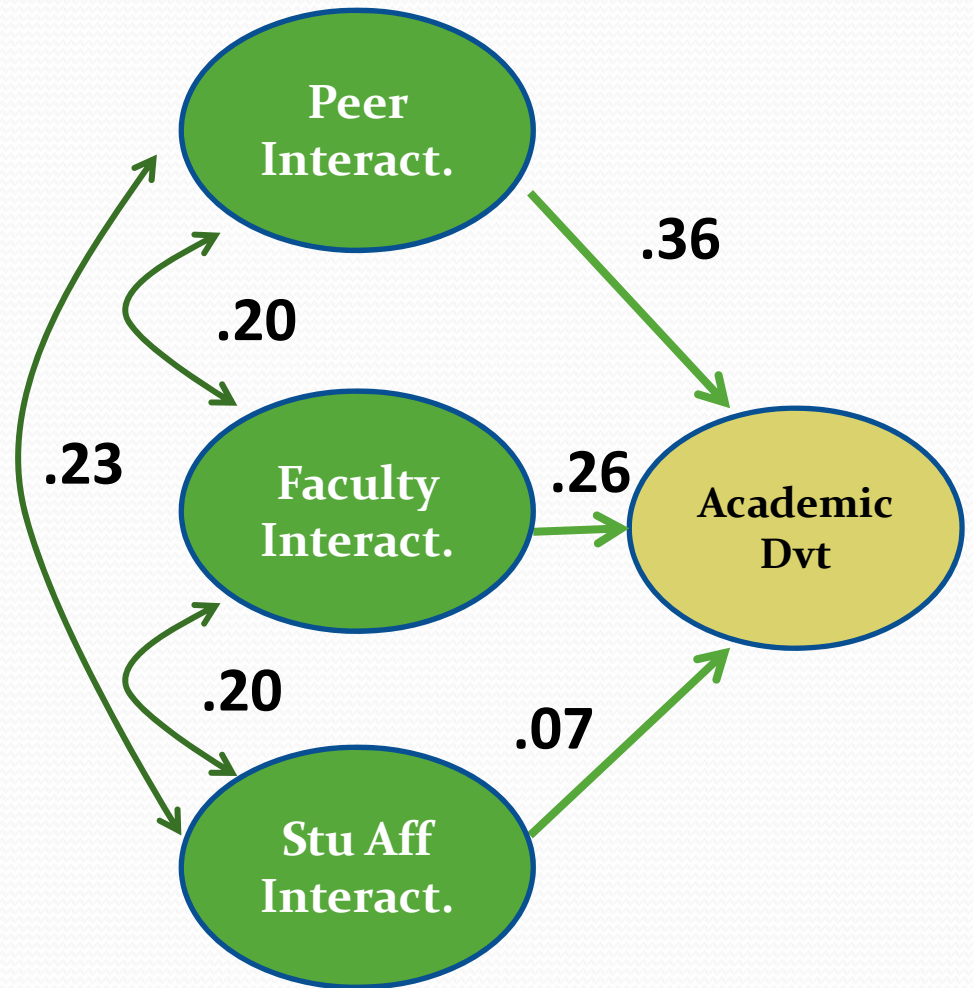 Peer
Interact.
.36
.20
.23
Faculty
Interact.
.26
Academic
Dvt
.20
.07
Stu Aff
Interact.